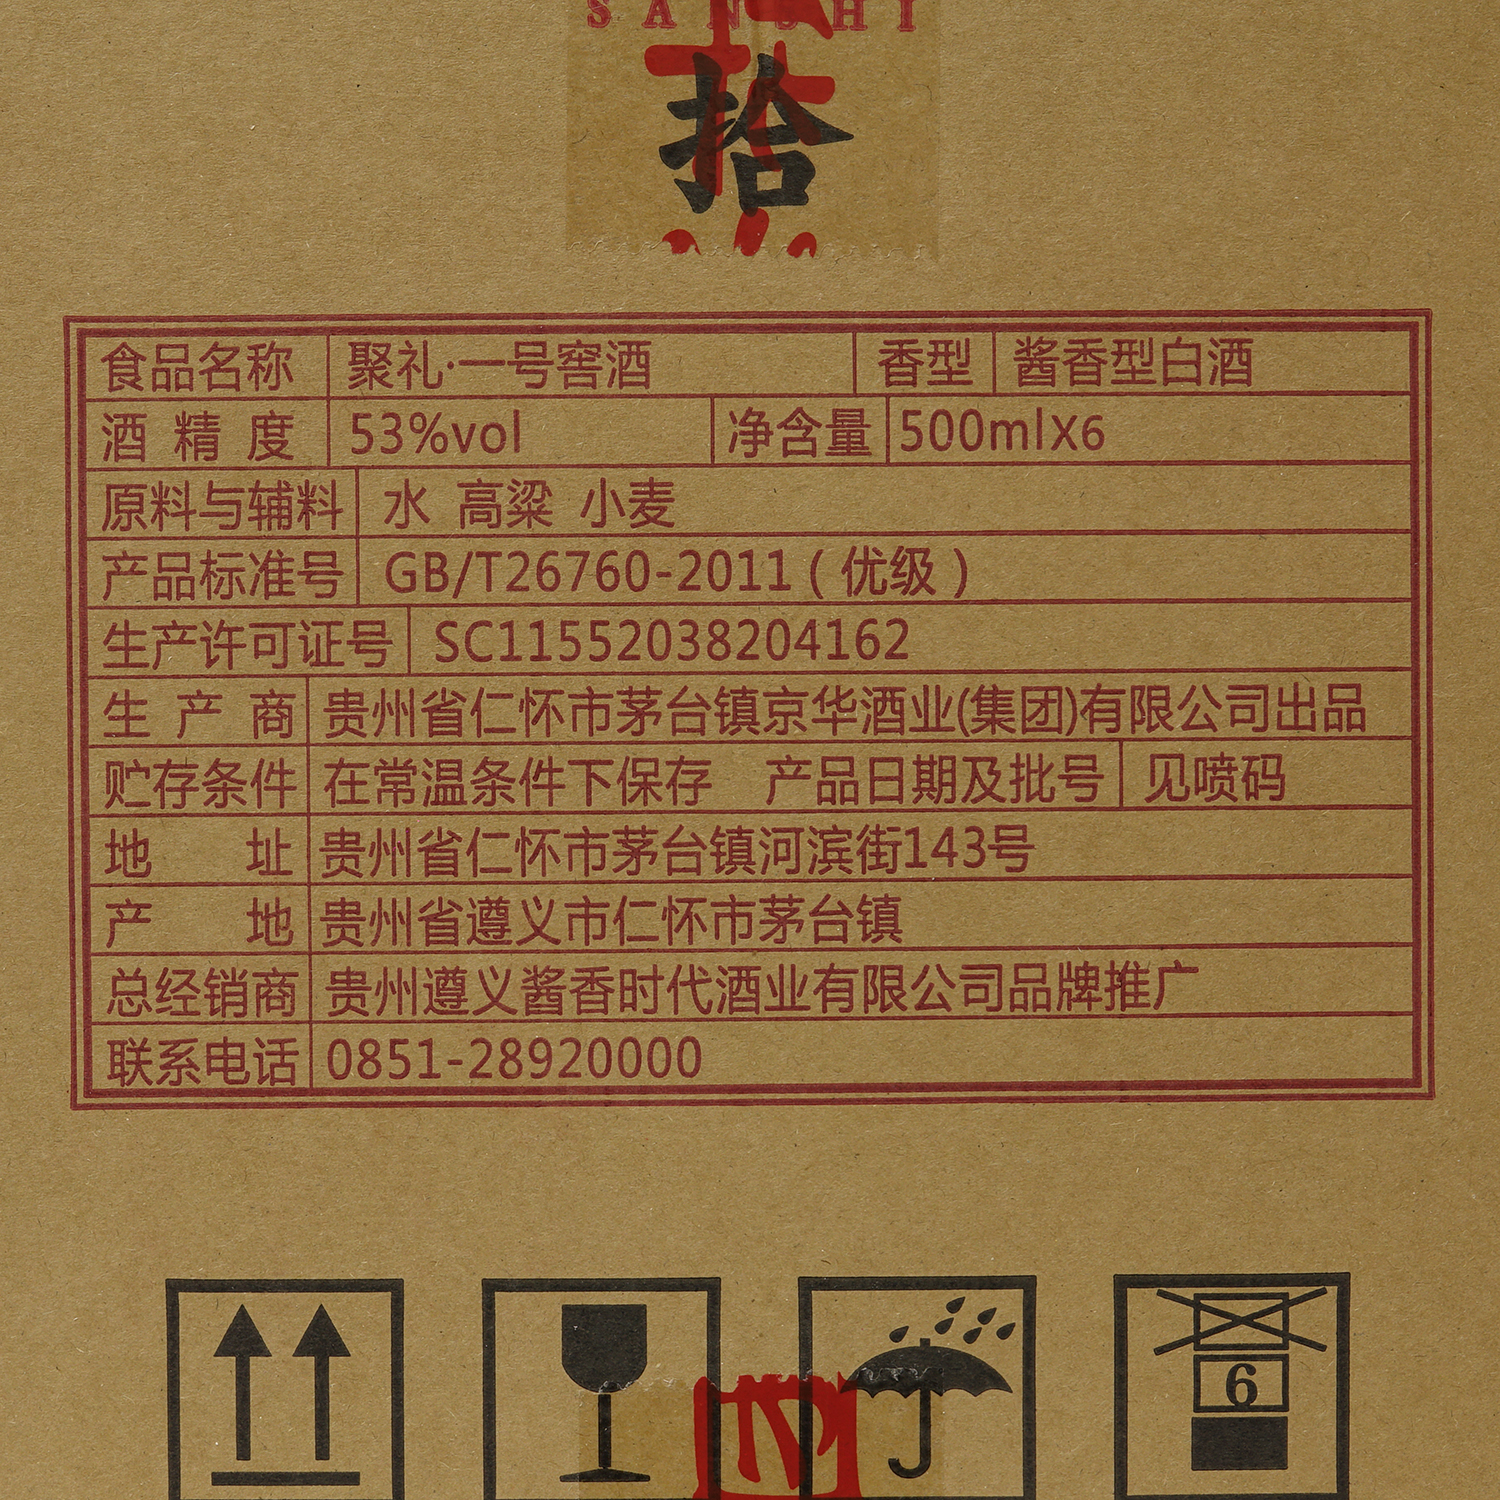 SANSHI
拾
食品名称 聚礼·一号窖酒 香型 酱香型白酒
酒精度 53%vol 净含量 500mlX6
原料与辅料 水 高粱 小麦
产品标准号 GB/T26760-2011(优级)
生产许可证号 SC11552038204162
生产商 贵州省仁怀市茅台镇京华酒业(集团)有限公司出品
贮存条件 在常温条件下保存 产品日期及批号 见喷码
地址 贵州省仁怀市茅台镇河滨街143号
产地 贵州省遵义市仁怀市茅台镇
总经销商 贵州遵义酱香时代酒业有限公司品牌推广
联系电话 0851-28920000
6